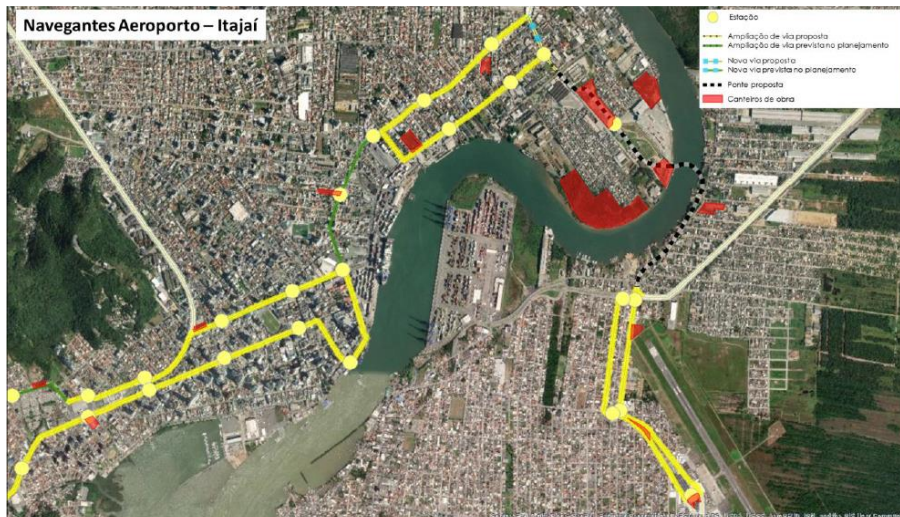 Navegantes Aeroporto – Itajaí
Estação
Ampliação de via proposta
Ampliação de via prevista no planejamento
Nova via proposta
Nova via prevista no planejamento
Ponte proposta
Canteiros de obra